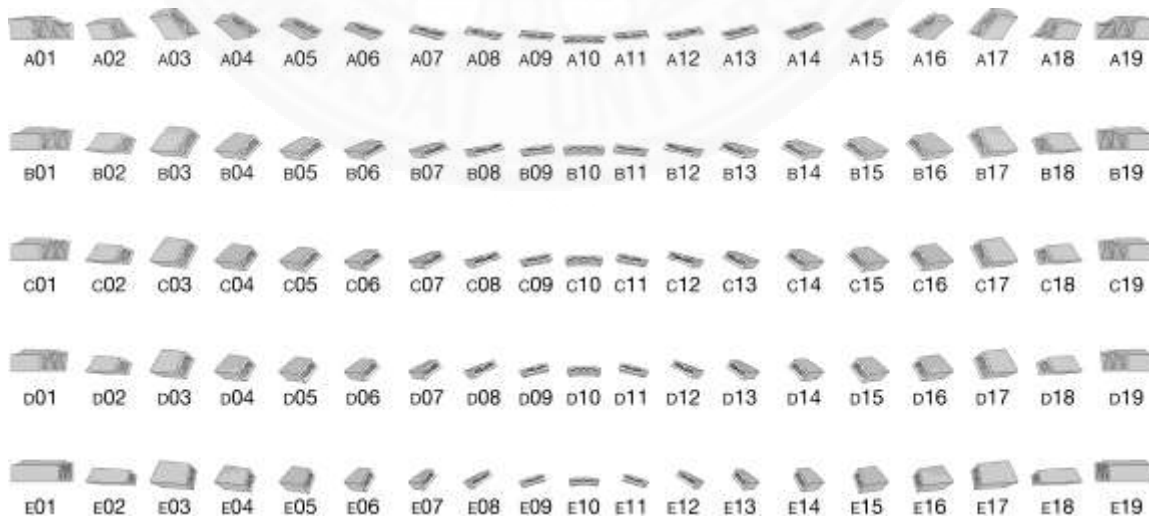 A01 A02 A03 A04 A05 A06 A07 A08 A09 A10 A11 A12 A13 A14 A15 A16 A17 A18 A19
B01 B02 B03 B04 B05 B06 B07 B08 B09 B10 B11 B12 B13 B14 B15 B16 B17 B18 B19
C01 C02 C03 C04 C05 C06 C07 C08 C09 C10 C11 C12 C13 C14 C15 C16 C17 C18 C19
D01 D02 D03 D04 D05 D06 D07 D08 D09 D10 D11 D12 D13 D14 D15 D16 D17 D18 D19
E01 E02 E03 E04 E05 E06 E07 E08 E09 E10 E11 E12 E13 E14 E15 E16 E17 E18 E19